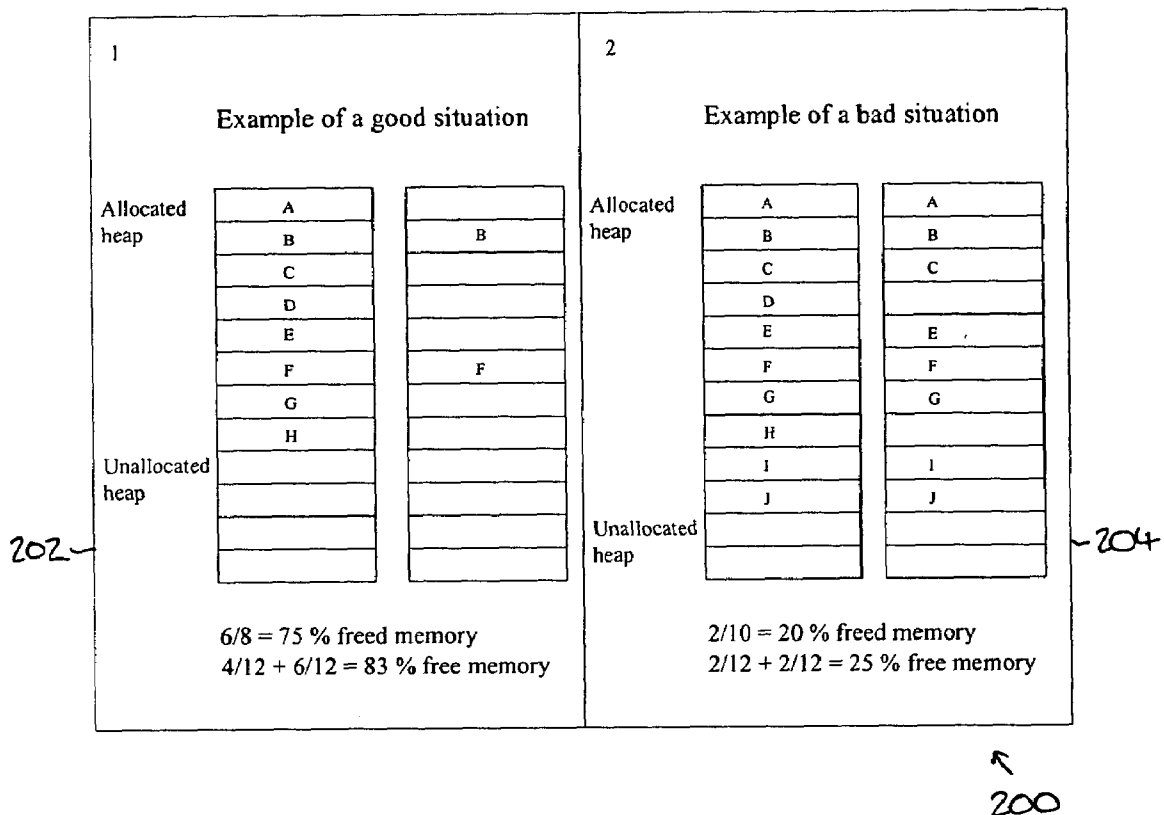 1
Example of a good situation
Allocated
heap
A
B
C
D
E
F
G
H
B
F
Unallocated
heap
6/8 = 75 % freed memory
4/12 + 6/12 = 83 % free memory
202
2
Example of a bad situation
Allocated
heap
A
B
C
D
E
F
G
H
I
J
A
B
C
E
F
G
I
J
Unallocated
heap
2/10 = 20 % freed memory
2/12 + 2/12 = 25 % free memory
204
200